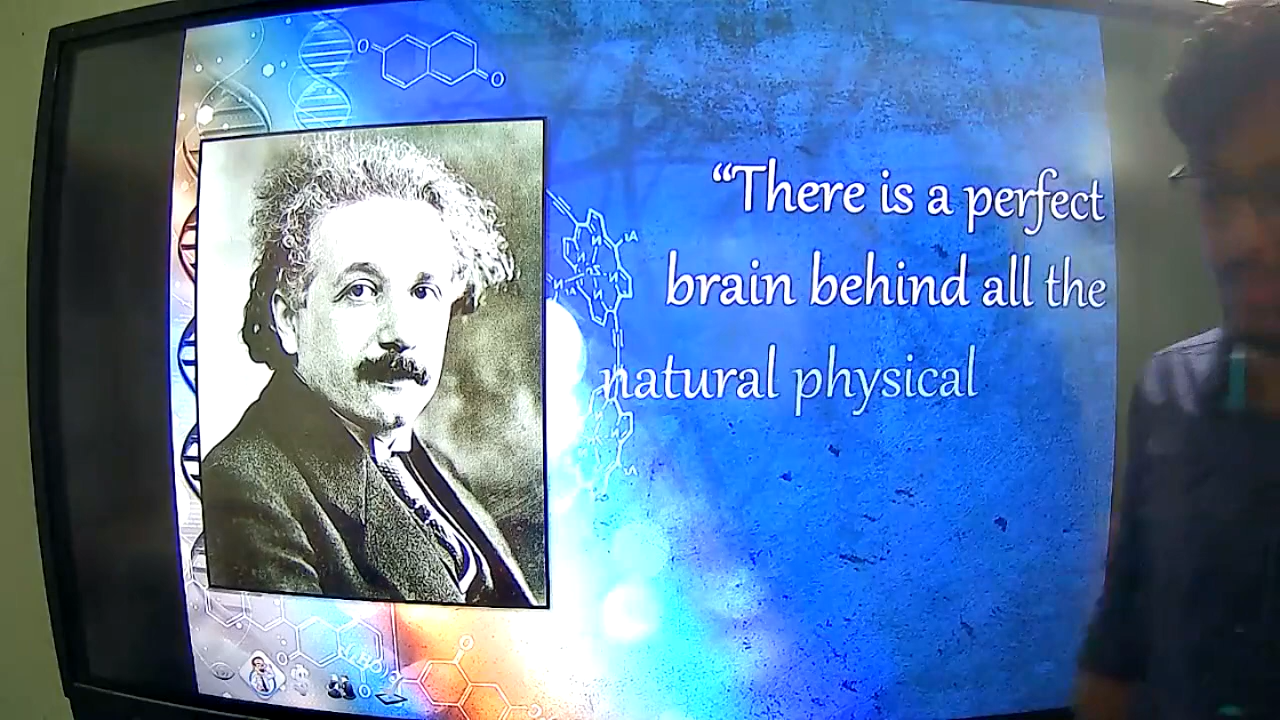 “There is a perfect
brain behind all the
natural physical